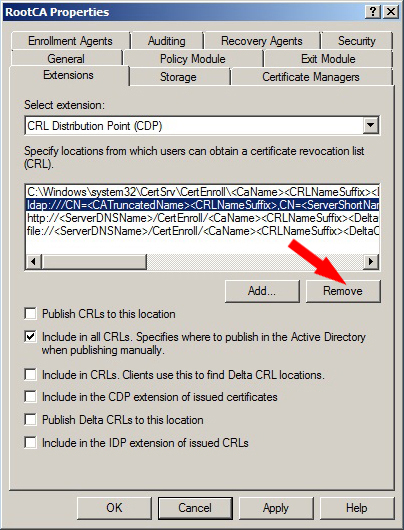 RootCA Properties
Enrollment Agents Auditing Recovery Agents Security
General Policy Module Exit Module
Extensions Storage Certificate Managers
Select extension:
CRL Distribution Point (CDP)
Specify locations from which users can obtain a certificate revocation list
(CRL).
C:\Windows\system32\CertSrv\CertEnroll\<CaName><CRLNameSuffix><D
ldap:///CN=<CATruncatedName><CRLNameSuffix>,CN=<ServerShortNam
http://<ServerDNSName>/CertEnroll/<CaName><CRLNameSuffix><Delta
file://<ServerDNSName>/CertEnroll/<CaName><CRLNameSuffix><DeltaC
Add... Remove
Publish CRLs to this location
Include in all CRLs. Specifies where to publish in the Active Directory
when publishing manually.
Include in CRLs. Clients use this to find Delta CRL locations.
Include in the CDP extension of issued certificates
Publish Delta CRLs to this location
Include in the IDP extension of issued CRLs
OK Cancel Apply Help